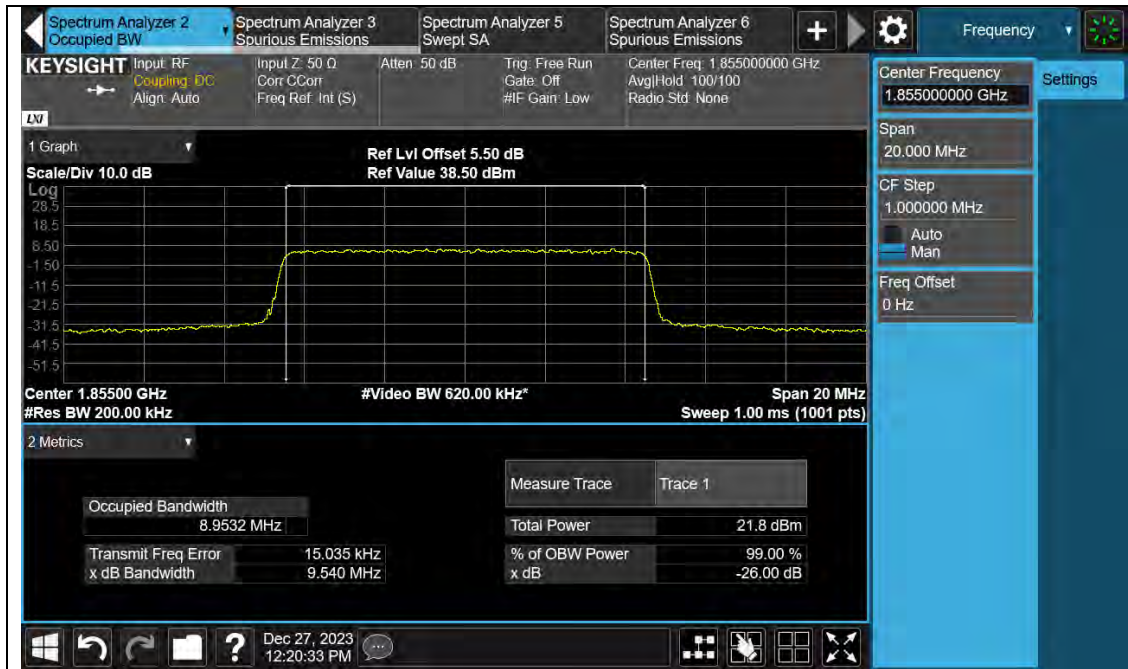 Spectrum Analyzer 2
Occupied BW
Spectrum Analyzer 3
Spurious Emissions
Spectrum Analyzer 5
Swept SA
Spectrum Analyzer 6
Spurious Emissions
+
Frequency
KEYSIGHT
LXI
Input: RF
Coupling: DC
Align: Auto
Input Z: 50 Ω
Corr CCorr
Freq Ref: Int (S)
Atten: 50 dB
Trig: Free Run
Gate: Off
#IF Gain: Low
Center Freq: 1.855000000 GHz
Avg|Hold: 100/100
Radio Std: None
Center Frequency
1.855000000 GHz
Settings
Span
20.000 MHz
CF Step
1.000000 MHz
Auto
Man
Freq Offset
0 Hz
1 Graph
Scale/Div 10.0 dB
Ref Lvl Offset 5.50 dB
Ref Value 38.50 dBm
Log
28.5
18.5
8.50
-1.50
-11.5
-21.5
-31.5
-41.5
-51.5
Center 1.85500 GHz
#Res BW 200.00 kHz
#Video BW 620.00 kHz*
Span 20 MHz
Sweep 1.00 ms (1001 pts)
2 Metrics
Occupied Bandwidth
8.9532 MHz
Transmit Freq Error 15.035 kHz
x dB Bandwidth 9.540 MHz
Measure Trace Trace 1
Total Power 21.8 dBm
% of OBW Power 99.00 %
x dB -26.00 dB
?
Dec 27, 2023
12:20:33 PM